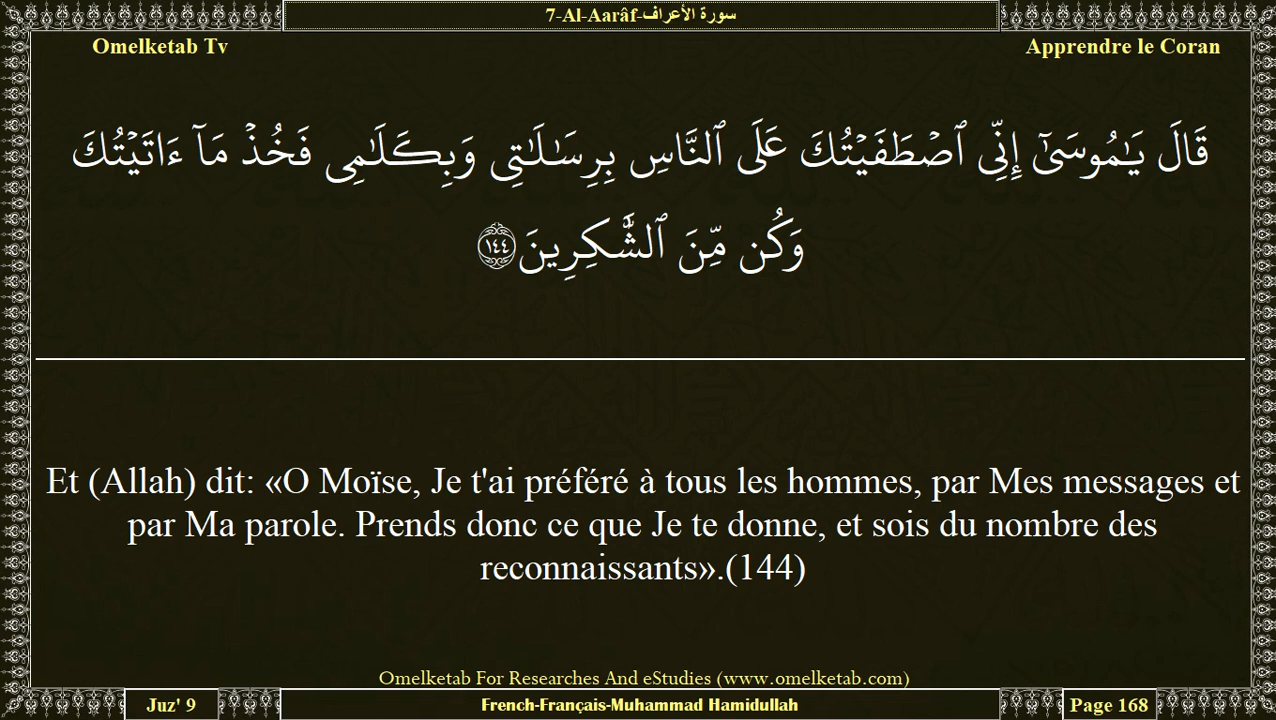 7-Al-Aarâf-سورة الأعراف
Omelketab Tv
Apprendre le Coran
قَالَ يَـٰمُوسَىٰٓ إِنِّى ٱصْطَفَيْتُكَ عَلَى ٱلنَّاسِ بِرِسَـٰلَـٰتِى وَبِكَلَـٰمِى فَخُذْ مَآ ءَاتَيْتُكَ
وَكُن مِّنَ ٱلشَّـٰكِرِينَ ١٤٤
Et (Allah) dit: «O Moïse, Je t'ai préféré à tous les hommes, par Mes messages et
par Ma parole. Prends donc ce que Je te donne, et sois du nombre des
reconnaissants».(144)
Omelketab For Researches And eStudies (www.omelketab.com)
Juz' 9
French-Français-Muhammad Hamidullah
Page 168